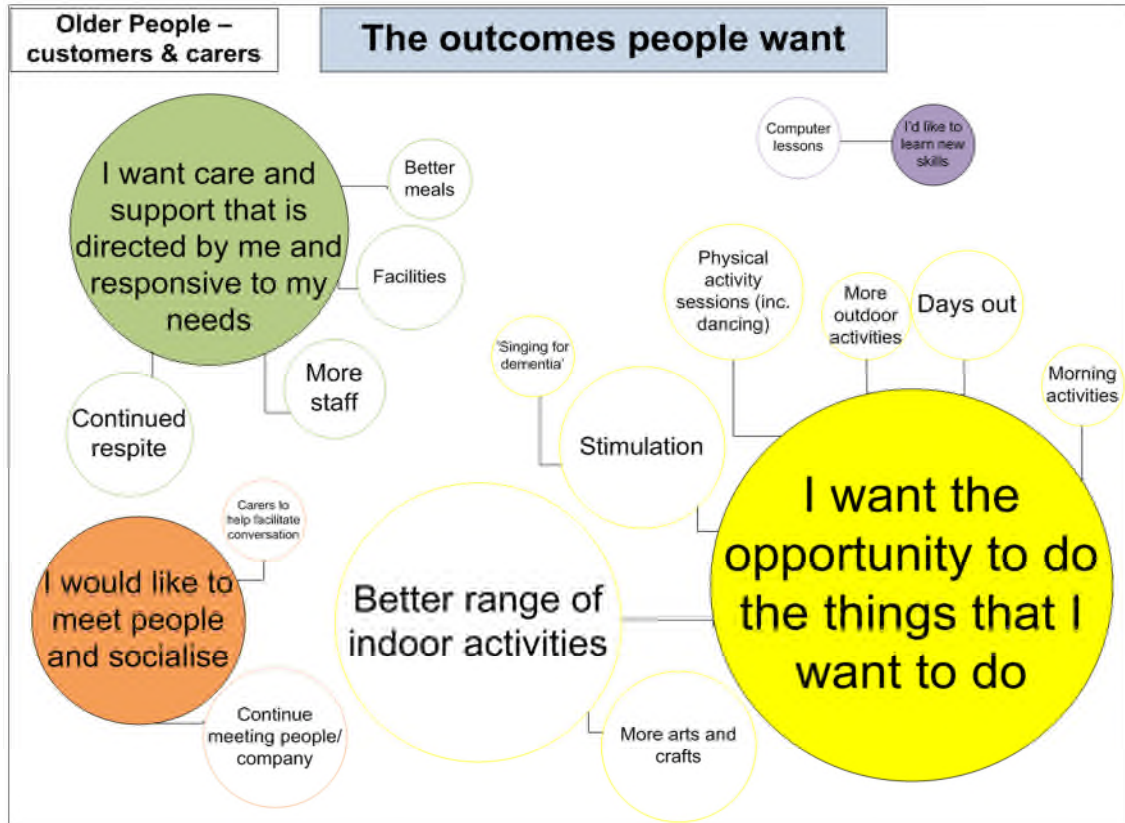 Older People –
customers & carers
The outcomes people want
I want care and
support that is
directed by me and
responsive to my
needs
Better
meals
Facilities
More
staff
Continued
respite
Computer
lessons
I'd like to
learn new
skills
Physical
activity
sessions (inc.
dancing)
More
outdoor
activities
Days out
Morning
activities
'Singing for
dementia'
Stimulation
I want the
opportunity to do
the things that I
want to do
Better range of
indoor activities
More arts and
crafts
Carers to
help facilitate
conversation
I would like to
meet people
and socialise
Continue
meeting people/
company